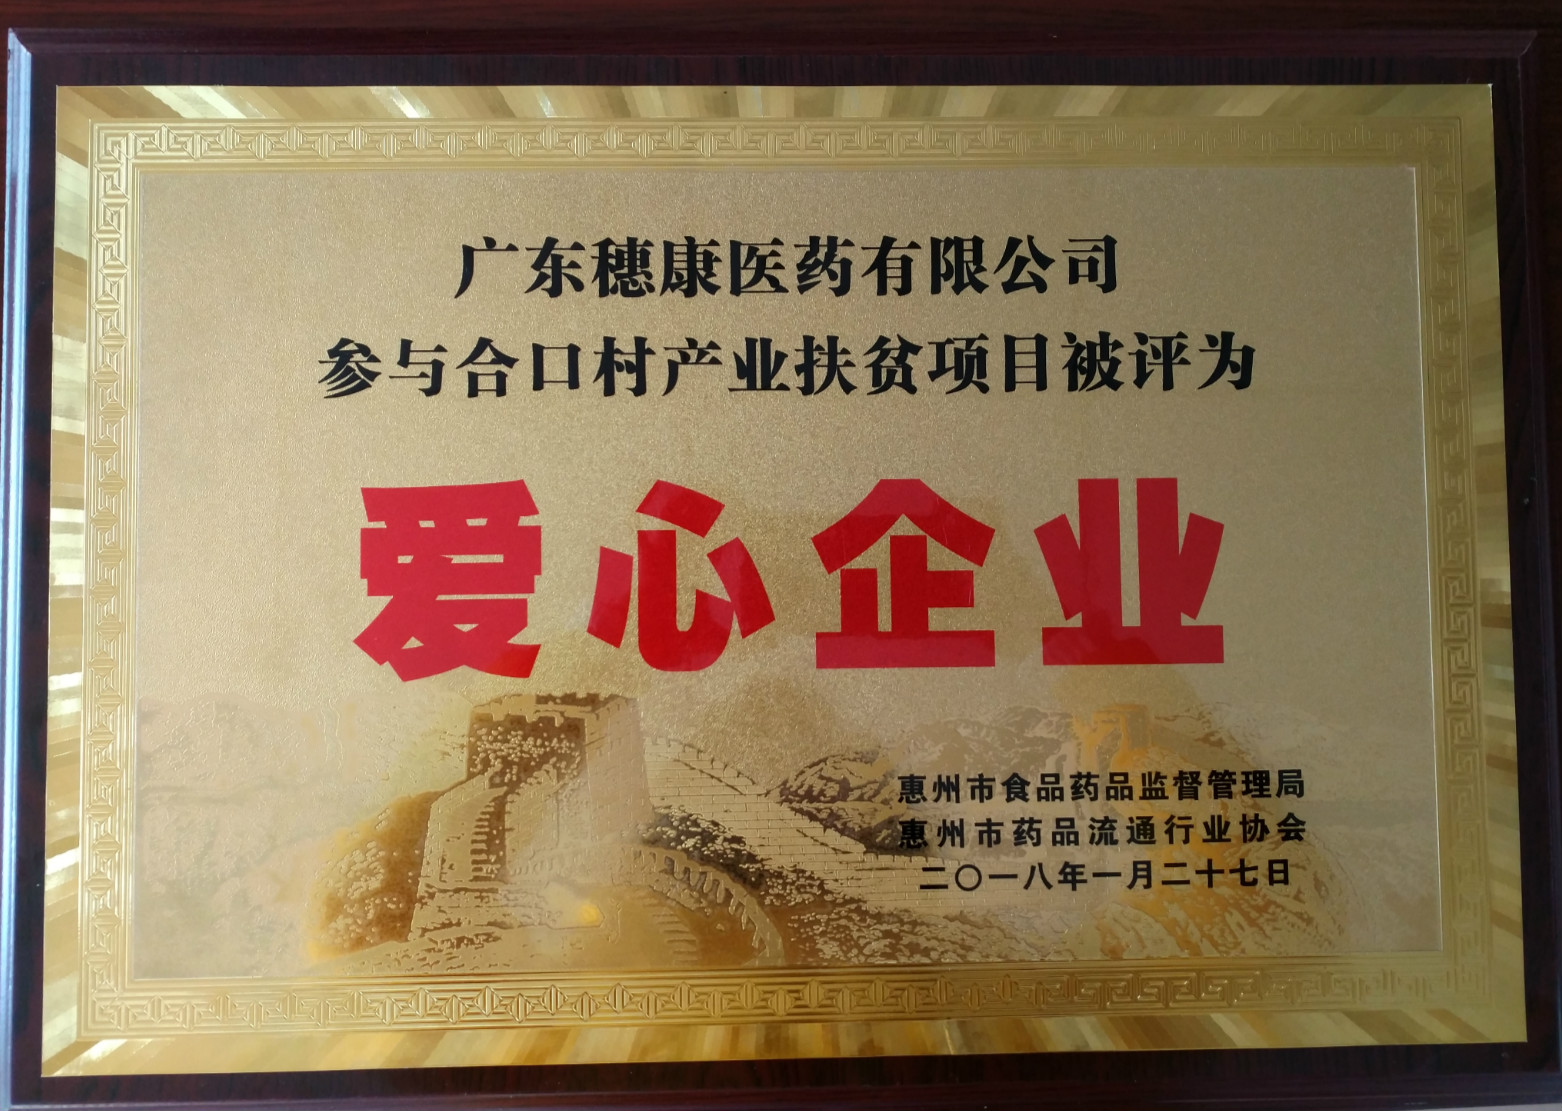 广东穗康医药有限公司
参与合口村产业扶贫项目被评为
爱心企业
惠州市食品药品监督管理局
惠州市药品流通行业协会
二〇一八年一月二十七日